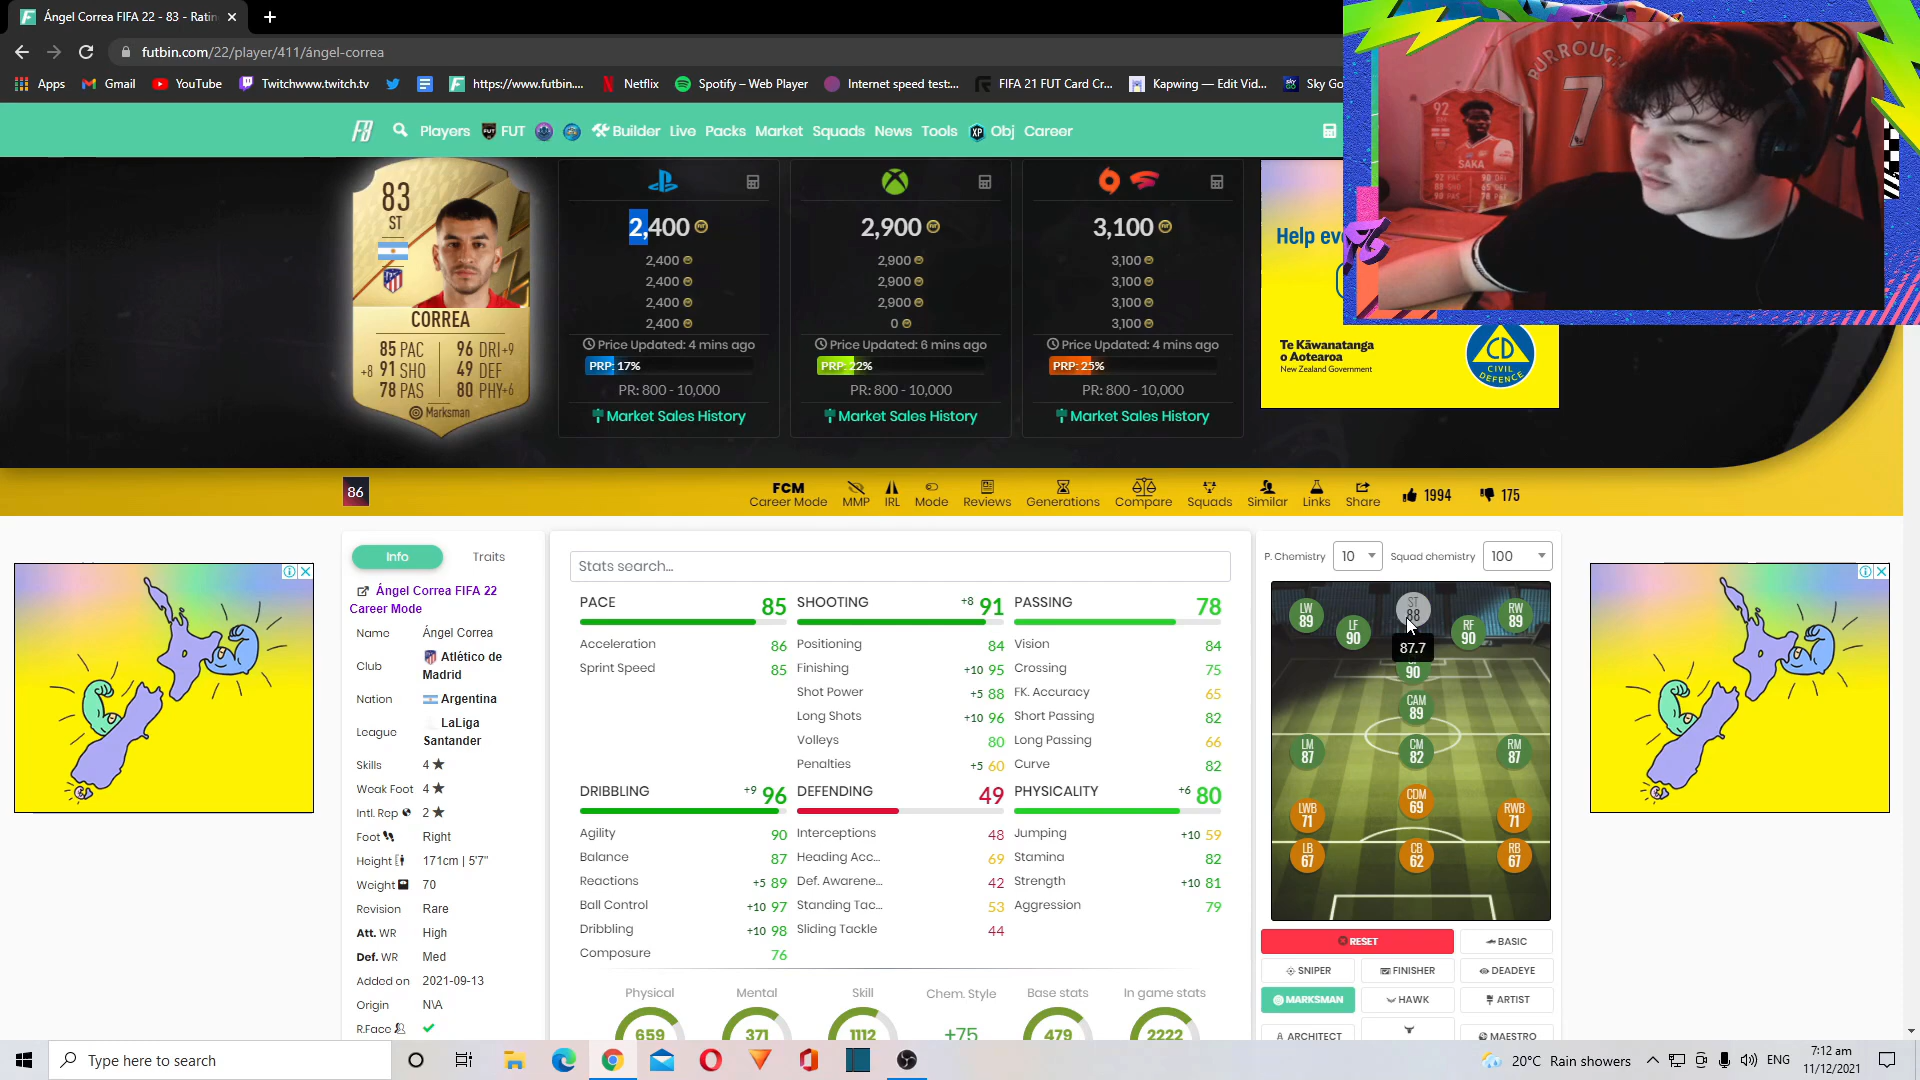 Ángel Correa FIFA 22 - 83 - Ratin
futbin.com/22/player/411/ángel-correa
Apps Gmail YouTube Twitchwww.twitch.tv https://www.futbin.... Netflix Spotify – Web Player Internet speed test:... FIFA 21 FUT Card Cr... Kapwing — Edit Vid... Sky Go
Players FUT Builder Live Packs Market Squads News Tools XP Obj Career
83
ST
CORREA
85 PAC 96 DRI+9
+8 91 SHO 49 DEF
78 PAS 80 PHY+6
Marksman
2,400
2,400
2,400
2,400
2,400
Price Updated: 4 mins ago
PRP: 17%
PR: 800 - 10,000
Market Sales History
2,900
2,900
2,900
2,900
0
Price Updated: 6 mins ago
PRP: 22%
PR: 800 - 10,000
Market Sales History
3,100
3,100
3,100
3,100
3,100
Price Updated: 4 mins ago
PRP: 25%
PR: 800 - 10,000
Market Sales History
Help eve
Te Kāwanatanga
o Aotearoa
New Zealand Government
CD
CIVIL
DEFENCE
BURROUGH
7
92
SAKA
86
FCM
Career Mode MMP IRL Mode Reviews Generations Compare Squads Similar Links Share 1994 175
Info Traits
Ángel Correa FIFA 22
Career Mode
Name Ángel Correa
Club Atlético de
Madrid
Nation Argentina
League LaLiga
Santander
Skills 4
Weak Foot 4
Intl. Rep 2
Foot Right
Height 171cm | 5'7"
Weight 70
Revision Rare
Att. WR High
Def. WR Med
Added on 2021-09-13
Origin N\A
R.Face
Stats search...
PACE 85
Acceleration 86
Sprint Speed 85
SHOOTING +8 91
Positioning 84
Finishing +10 95
Shot Power +5 88
Long Shots +10 96
Volleys 80
Penalties +5 60
PASSING 78
Vision 84
Crossing 75
FK. Accuracy 65
Short Passing 82
Long Passing 66
Curve 82
DRIBBLING +9 96
Agility 90
Balance 87
Reactions +5 89
Ball Control +10 97
Dribbling +10 98
Composure 76
DEFENDING 49
Interceptions 48
Heading Acc... 69
Def. Awarene... 42
Standing Tac... 53
Sliding Tackle 44
PHYSICALITY +6 80
Jumping +10 59
Stamina 82
Strength +10 81
Aggression 79
Physical Mental Skill Chem. Style Base stats In game stats
659 371 1112 +75 479 2222
P. Chemistry 10 Squad chemistry 100
LW 89
LF 90
ST 88
RF 90
RW 89
87.7
90
CAM 89
LM 87
CM 82
RM 87
CDM 69
LWB 71
RWB 71
LB 67
CB 62
RB 67
RESET BASIC
SNIPER FINISHER DEADEYE
MARKSMAN HAWK ARTIST
ARCHITECT MAESTRO
Type here to search
20°C Rain showers
ENG
7:12 am
11/12/2021